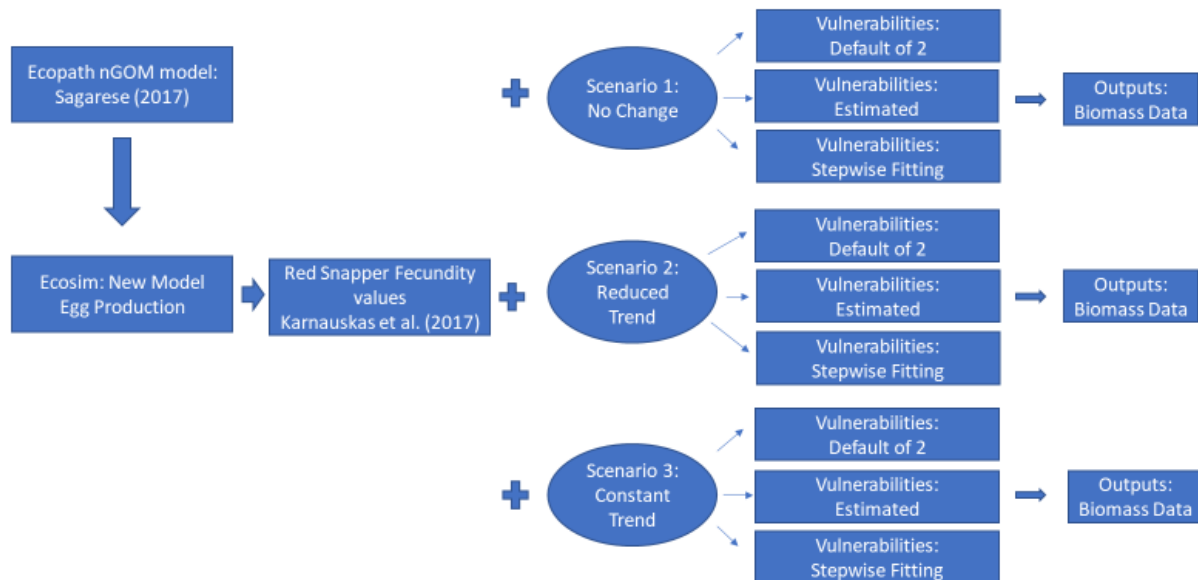 Ecopath nGOM model:
Sagarese (2017)
Ecosim: New Model
Egg Production
Red Snapper Fecundity
values
Karnauskas et al. (2017)
Scenario 1:
No Change
Vulnerabilities:
Default of 2
Vulnerabilities:
Estimated
Vulnerabilities:
Stepwise Fitting
Outputs:
Biomass Data
Scenario 2:
Reduced
Trend
Vulnerabilities:
Default of 2
Vulnerabilities:
Estimated
Vulnerabilities:
Stepwise Fitting
Outputs:
Biomass Data
Scenario 3:
Constant
Trend
Vulnerabilities:
Default of 2
Vulnerabilities:
Estimated
Vulnerabilities:
Stepwise Fitting
Outputs:
Biomass Data